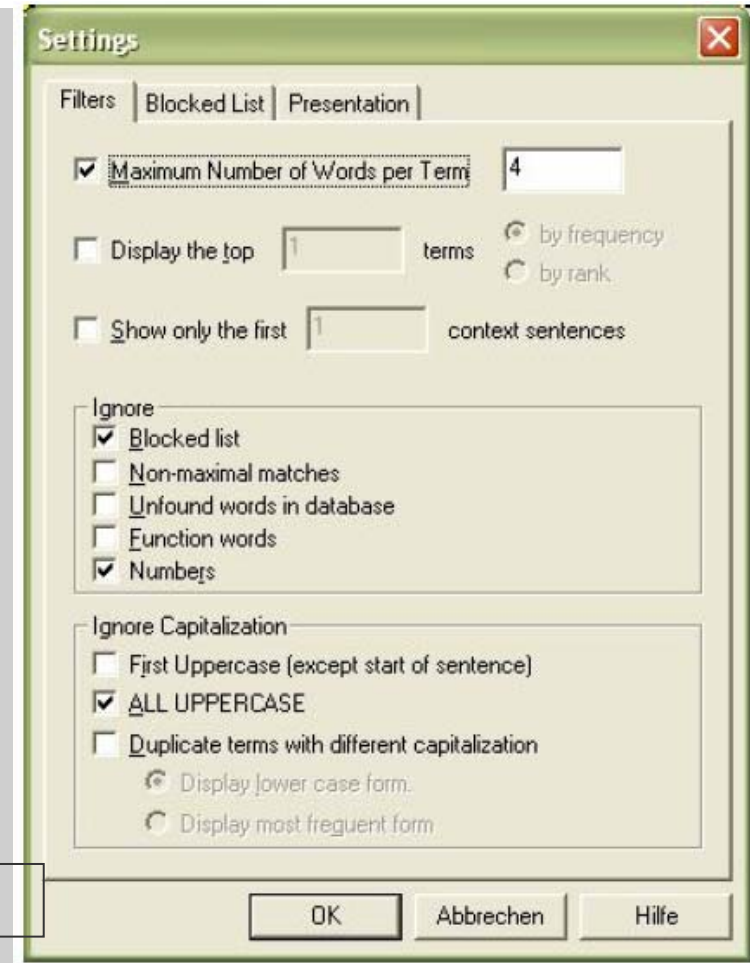 Settings
Filters Blocked List Presentation
Maximum Number of Words per Term 4
Display the top 1 terms by frequency
by rank
Show only the first 1 context sentences
Ignore
Blocked list
Non-maximal matches
Unfound words in database
Function words
Numbers
Ignore Capitalization
First Uppercase (except start of sentence)
ALL UPPERCASE
Duplicate terms with different capitalization
Display lower case form.
Display most frequent form
OK Abbrechen Hilfe